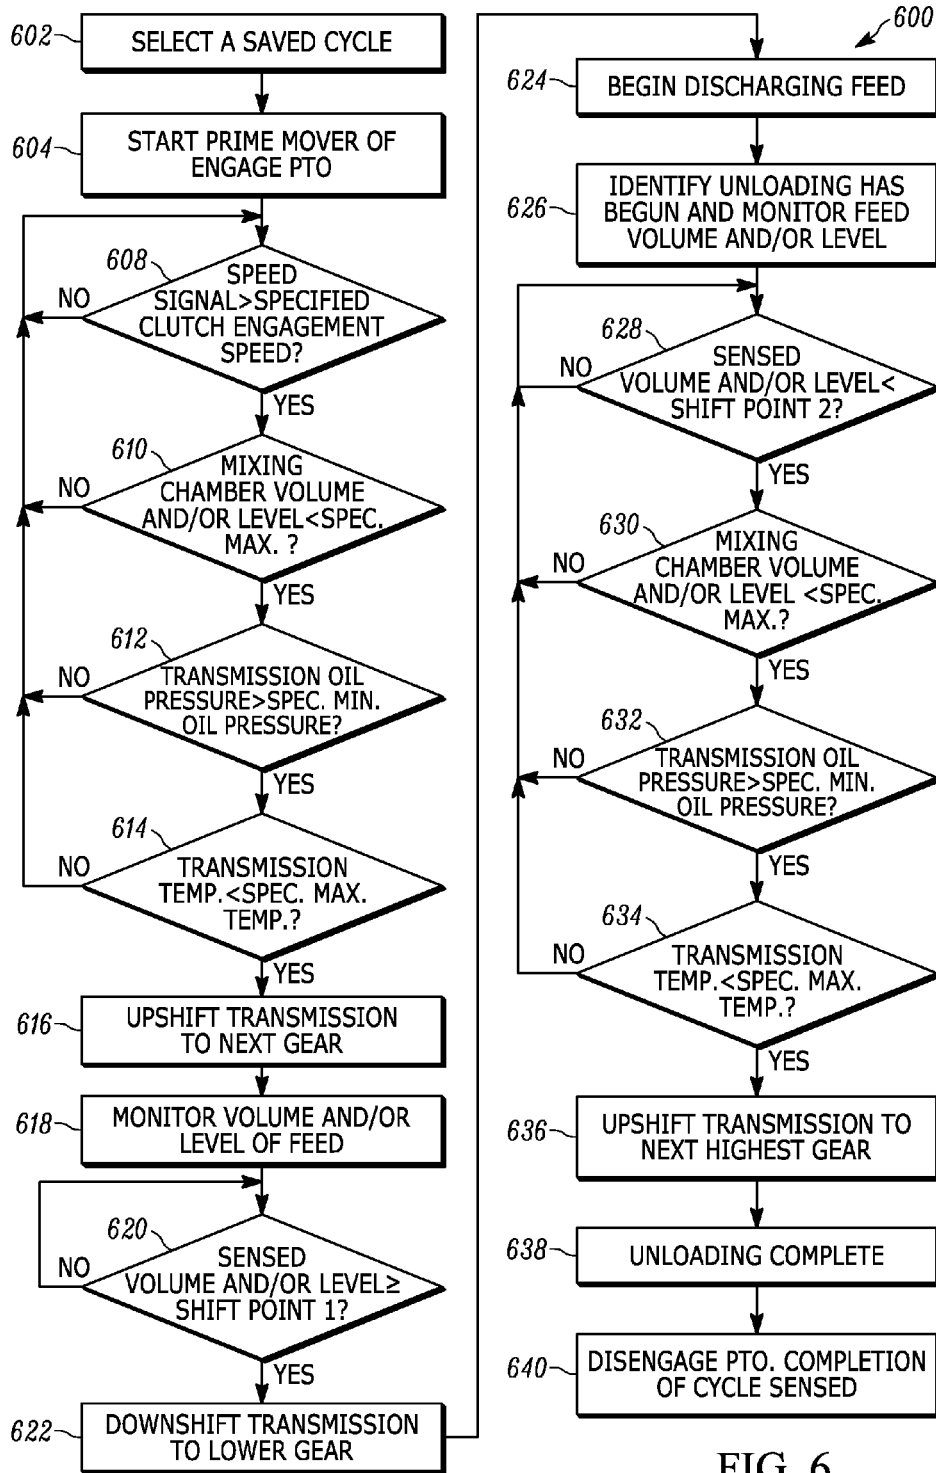 602
SELECT A SAVED CYCLE
604
START PRIME MOVER OF
ENGAGE PTO
608
SPEED
SIGNAL>SPECIFIED
CLUTCH ENGAGEMENT
SPEED?
NO
YES
610
MIXING
CHAMBER VOLUME
AND/OR LEVEL<SPEC.
MAX. ?
NO
YES
612
TRANSMISSION OIL
PRESSURE>SPEC. MIN.
OIL PRESSURE?
NO
YES
614
TRANSMISSION
TEMP.<SPEC. MAX.
TEMP.?
NO
YES
616
UPSHIFT TRANSMISSION
TO NEXT GEAR
618
MONITOR VOLUME AND/OR
LEVEL OF FEED
620
SENSED
VOLUME AND/OR LEVEL≥
SHIFT POINT 1?
NO
YES
622
DOWNSHIFT TRANSMISSION
TO LOWER GEAR
600
624
BEGIN DISCHARGING FEED
626
IDENTIFY UNLOADING HAS
BEGUN AND MONITOR FEED
VOLUME AND/OR LEVEL
628
SENSED
VOLUME AND/OR LEVEL<
SHIFT POINT 2?
NO
YES
630
MIXING
CHAMBER VOLUME
AND/OR LEVEL <SPEC.
MAX.?
NO
YES
632
TRANSMISSION OIL
PRESSURE>SPEC. MIN.
OIL PRESSURE?
NO
YES
634
TRANSMISSION
TEMP.<SPEC. MAX.
TEMP.?
NO
YES
636
UPSHIFT TRANSMISSION TO
NEXT HIGHEST GEAR
638
UNLOADING COMPLETE
640
DISENGAGE PTO. COMPLETION
OF CYCLE SENSED
FIG. 6